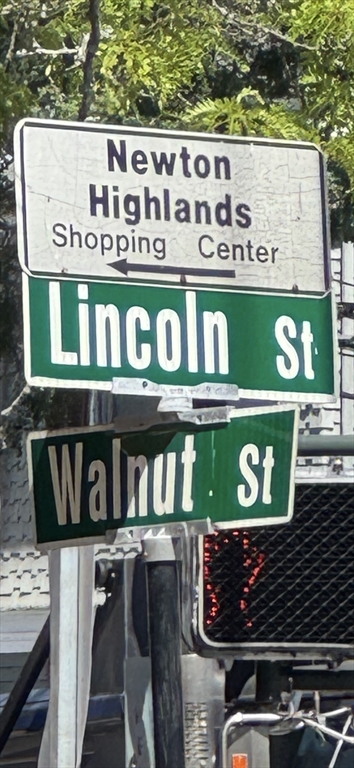 Newton
Highlands
Shopping Center
Lincoln St
Walnut St